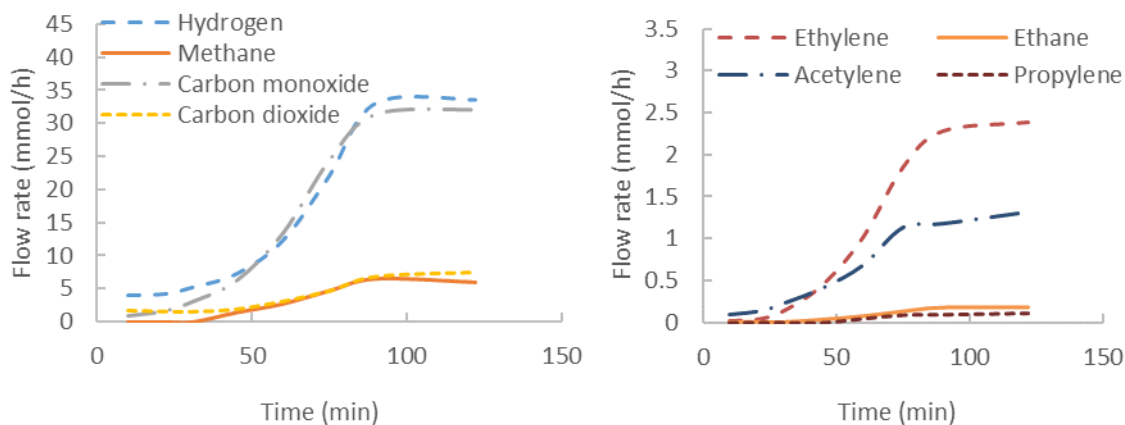 45
40
35
30
25
20
15
10
5
0
Flow rate (mmol/h)
Hydrogen
Methane
Carbon monoxide
Carbon dioxide
0 50 100 150
Time (min)
3.5
3
2.5
2
1.5
1
0.5
0
Flow rate (mmol/h)
Ethylene Ethane
Acetylene Propylene
0 50 100 150
Time (min)